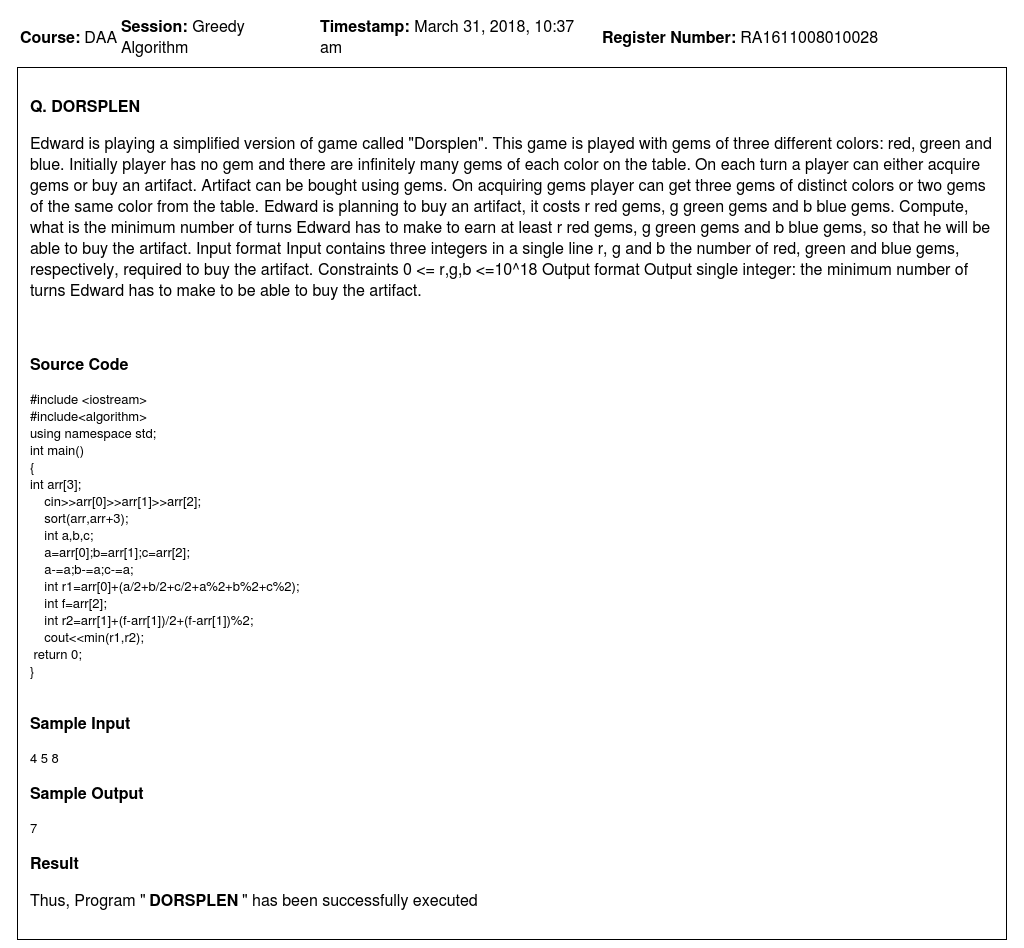 Course: DAA Session: Greedy Algorithm Timestamp: March 31, 2018, 10:37 am Register Number: RA1611008010028
Q. DORSPLEN
Edward is playing a simplified version of game called "Dorsplen". This game is played with gems of three different colors: red, green and
blue. Initially player has no gem and there are infinitely many gems of each color on the table. On each turn a player can either acquire
gems or buy an artifact. Artifact can be bought using gems. On acquiring gems player can get three gems of distinct colors or two gems
of the same color from the table. Edward is planning to buy an artifact, it costs r red gems, g green gems and b blue gems. Compute,
what is the minimum number of turns Edward has to make to earn at least r red gems, g green gems and b blue gems, so that he will be
able to buy the artifact. Input format Input contains three integers in a single line r, g and b the number of red, green and blue gems,
respectively, required to buy the artifact. Constraints 0 <= r,g,b <=10^18 Output format Output single integer: the minimum number of
turns Edward has to make to be able to buy the artifact.
Source Code
#include <iostream>
#include<algorithm>
using namespace std;
int main()
{
int arr[3];
cin>>arr[0]>>arr[1]>>arr[2];
sort(arr,arr+3);
int a,b,c;
a=arr[0];b=arr[1];c=arr[2];
a-=a;b-=a;c-=a;
int r1=arr[0]+(a/2+b/2+c/2+a%2+b%2+c%2);
int f=arr[2];
int r2=arr[1]+(f-arr[1])/2+(f-arr[1])%2;
cout<<min(r1,r2);
return 0;
}
Sample Input
4 5 8
Sample Output
7
Result
Thus, Program " DORSPLEN " has been successfully executed